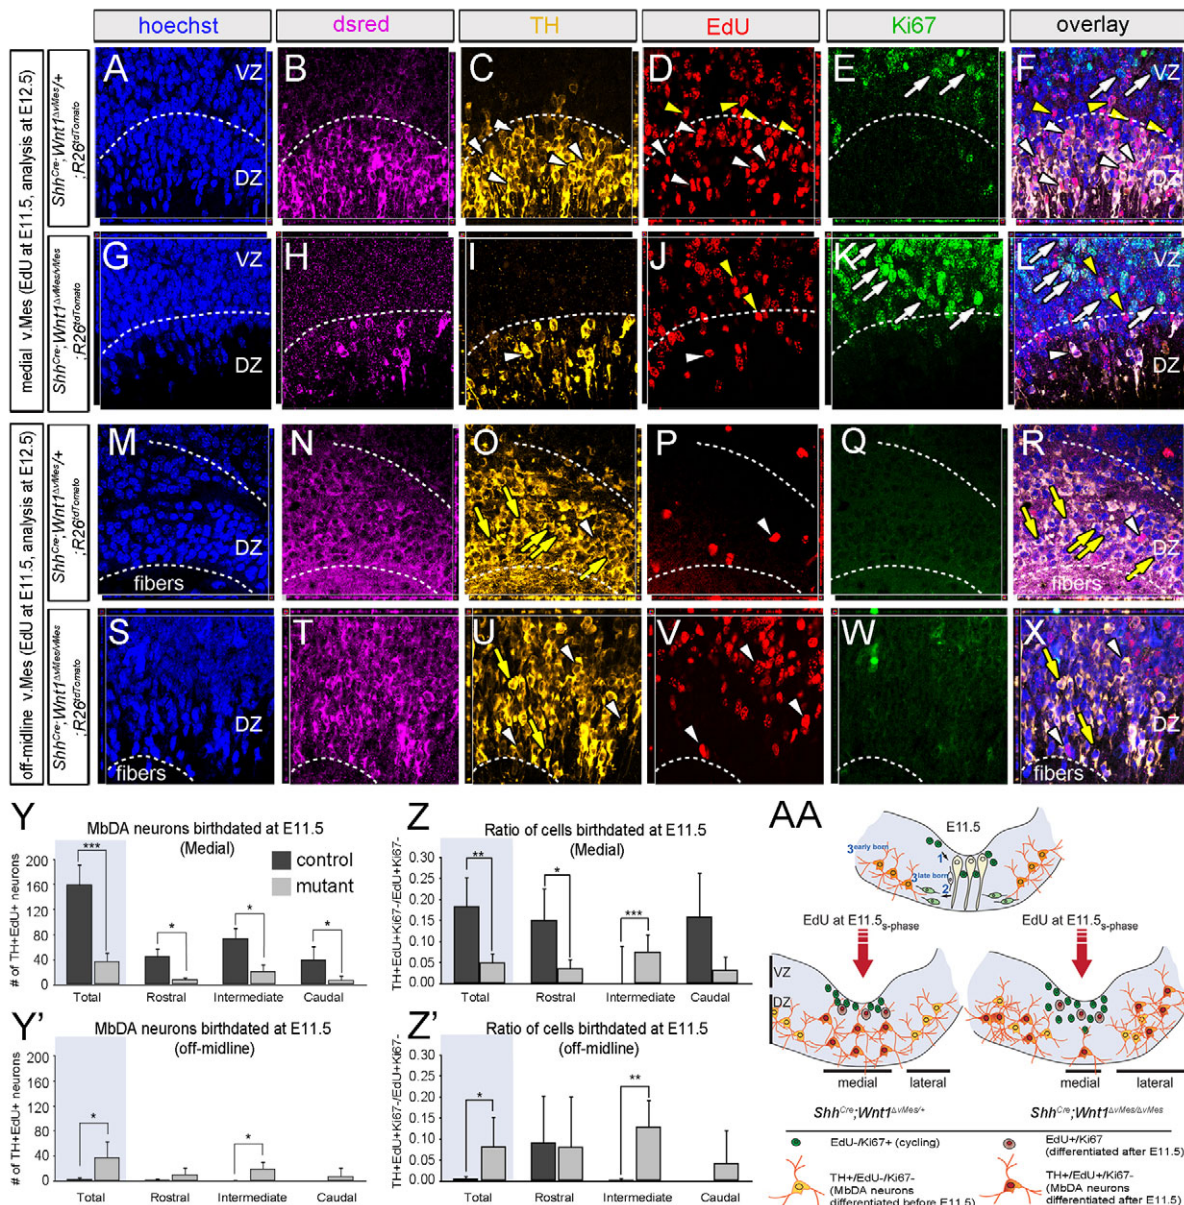 hoechst dsred TH EdU Ki67 overlay
medial v.Mes (EdU at E11.5, analysis at E12.5)
Shh^Cre;Wnt1^ΔvMes/+
;R26^tdTomato
A VZ DZ
B
C
D
E
F VZ DZ
Shh^Cre;Wnt1^ΔvMes/vMes
;R26^tdTomato
G VZ DZ
H
I
J
K
L VZ DZ
off-midline v.Mes (EdU at E11.5, analysis at E12.5)
Shh^Cre;Wnt1^ΔvMes/+
;R26^tdTomato
M DZ fibers
N
O
P
Q
R DZ fibers
Shh^Cre;Wnt1^ΔvMes/vMes
;R26^tdTomato
S DZ fibers
T
U
V
W
X DZ fibers
Y
MbDA neurons birthdated at E11.5
(Medial)
# of TH+EdU+ neurons
200
160
120
80
40
0
*** * * *
control
mutant
Total Rostral Intermediate Caudal
Z
Ratio of cells birthdated at E11.5
(Medial)
TH+EdU+Ki67-/EdU+Ki67-
0.30
0.25
0.20
0.15
0.10
0.05
0.00
** * ***
Total Rostral Intermediate Caudal
Y'
MbDA neurons birthdated at E11.5
(off-midline)
# of TH+EdU+ neurons
200
160
120
80
40
0
* *
Total Rostral Intermediate Caudal
Z'
Ratio of cells birthdated at E11.5
(off-midline)
TH+EdU+Ki67-/EdU+Ki67-
0.30
0.25
0.20
0.15
0.10
0.05
0.00
* **
Total Rostral Intermediate Caudal
AA
E11.5
3^early born
1
3^late born
2
EdU at E11.5s-phase EdU at E11.5s-phase
VZ
DZ
medial lateral medial lateral
Shh^Cre;Wnt1^ΔvMes/+ Shh^Cre;Wnt1^ΔvMes/ΔvMes
EdU-/Ki67+ (cycling)
EdU+/Ki67
(differentiated after E11.5)
TH+/EdU-/Ki67-
(MbDA neurons
differentiated before E11.5)
TH+/EdU+/Ki67-
(MbDA neurons
differentiated after E11.5)